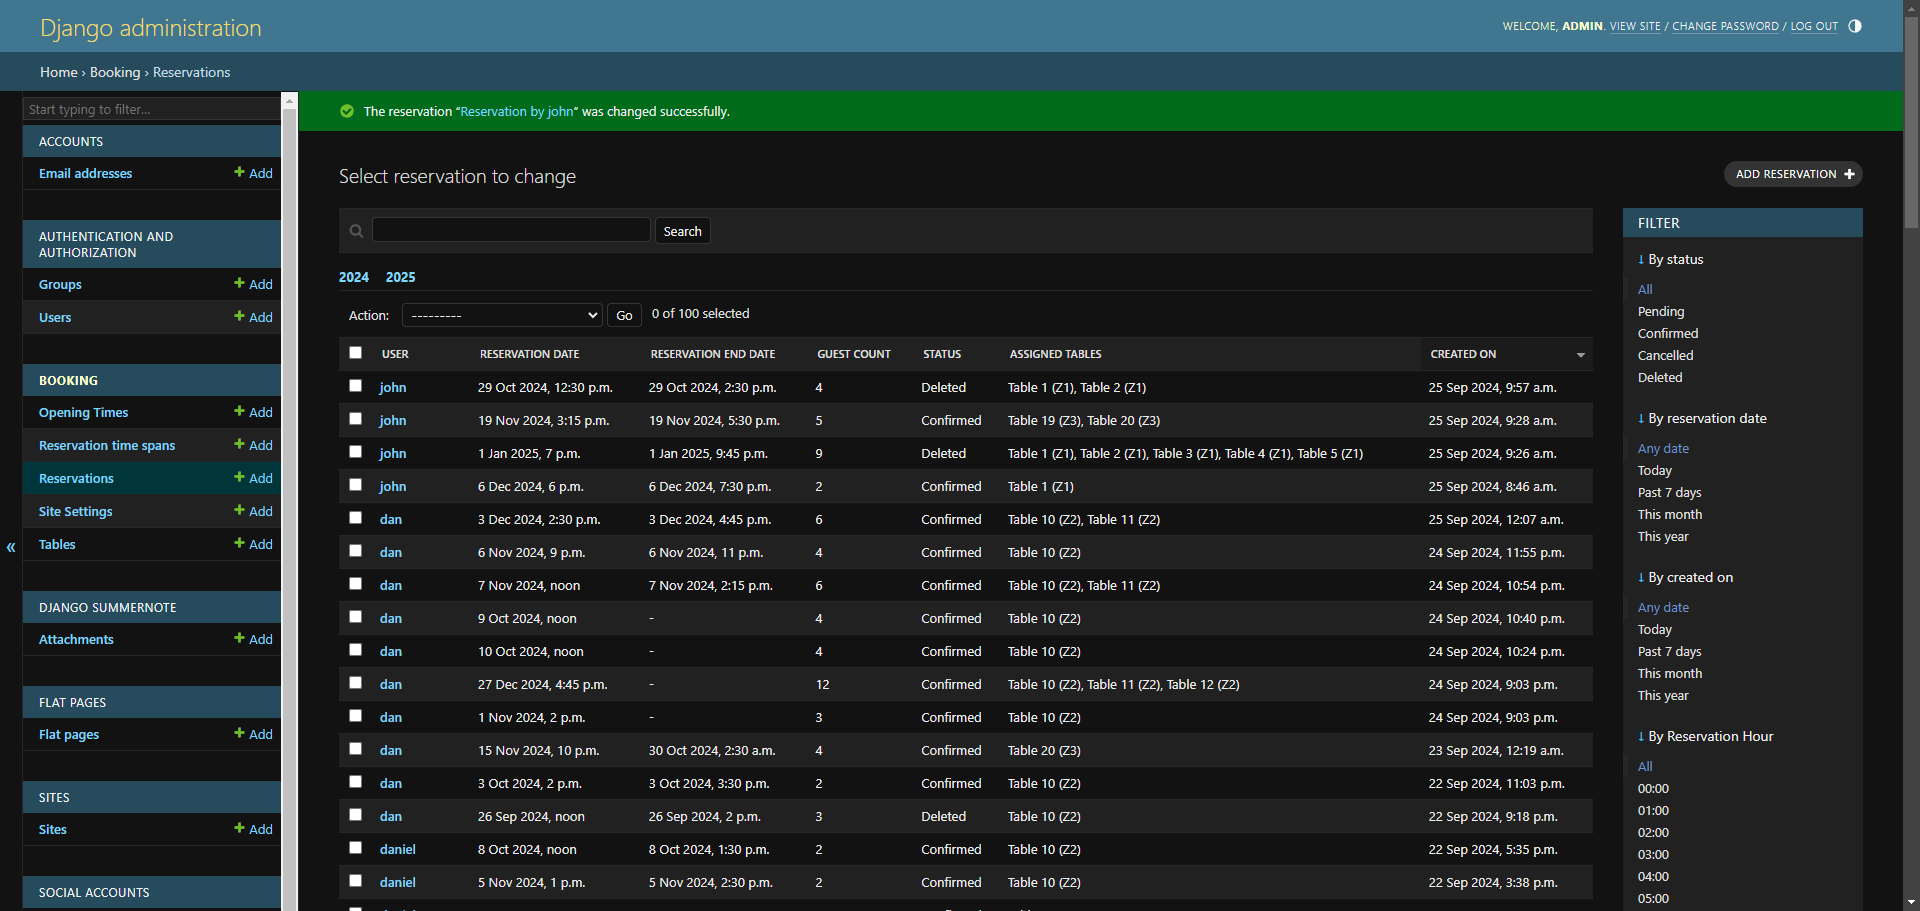 Django administration
WELCOME, ADMIN. VIEW SITE / CHANGE PASSWORD / LOG OUT
Home › Booking › Reservations
Start typing to filter...
ACCOUNTS
Email addresses + Add
AUTHENTICATION AND
AUTHORIZATION
Groups + Add
Users + Add
BOOKING
Opening Times + Add
Reservation time spans + Add
Reservations + Add
Site Settings + Add
Tables + Add
«
DJANGO SUMMERNOTE
Attachments + Add
FLAT PAGES
Flat pages + Add
SITES
Sites + Add
SOCIAL ACCOUNTS
The reservation “Reservation by john” was changed successfully.
Select reservation to change
ADD RESERVATION +
Search
2024 2025
Action: --------- Go 0 of 100 selected
USER RESERVATION DATE RESERVATION END DATE GUEST COUNT STATUS ASSIGNED TABLES CREATED ON
john 29 Oct 2024, 12:30 p.m. 29 Oct 2024, 2:30 p.m. 4 Deleted Table 1 (Z1), Table 2 (Z1) 25 Sep 2024, 9:57 a.m.
john 19 Nov 2024, 3:15 p.m. 19 Nov 2024, 5:30 p.m. 5 Confirmed Table 19 (Z3), Table 20 (Z3) 25 Sep 2024, 9:28 a.m.
john 1 Jan 2025, 7 p.m. 1 Jan 2025, 9:45 p.m. 9 Deleted Table 1 (Z1), Table 2 (Z1), Table 3 (Z1), Table 4 (Z1), Table 5 (Z1) 25 Sep 2024, 9:26 a.m.
john 6 Dec 2024, 6 p.m. 6 Dec 2024, 7:30 p.m. 2 Confirmed Table 1 (Z1) 25 Sep 2024, 8:46 a.m.
dan 3 Dec 2024, 2:30 p.m. 3 Dec 2024, 4:45 p.m. 6 Confirmed Table 10 (Z2), Table 11 (Z2) 25 Sep 2024, 12:07 a.m.
dan 6 Nov 2024, 9 p.m. 6 Nov 2024, 11 p.m. 4 Confirmed Table 10 (Z2) 24 Sep 2024, 11:55 p.m.
dan 7 Nov 2024, noon 7 Nov 2024, 2:15 p.m. 6 Confirmed Table 10 (Z2), Table 11 (Z2) 24 Sep 2024, 10:54 p.m.
dan 9 Oct 2024, noon - 4 Confirmed Table 10 (Z2) 24 Sep 2024, 10:40 p.m.
dan 10 Oct 2024, noon - 4 Confirmed Table 10 (Z2) 24 Sep 2024, 10:24 p.m.
dan 27 Dec 2024, 4:45 p.m. - 12 Confirmed Table 10 (Z2), Table 11 (Z2), Table 12 (Z2) 24 Sep 2024, 9:03 p.m.
dan 1 Nov 2024, 2 p.m. - 3 Confirmed Table 10 (Z2) 24 Sep 2024, 9:03 p.m.
dan 15 Nov 2024, 10 p.m. 30 Oct 2024, 2:30 a.m. 4 Confirmed Table 20 (Z3) 23 Sep 2024, 12:19 a.m.
dan 3 Oct 2024, 2 p.m. 3 Oct 2024, 3:30 p.m. 2 Confirmed Table 10 (Z2) 22 Sep 2024, 11:03 p.m.
dan 26 Sep 2024, noon 26 Sep 2024, 2 p.m. 3 Deleted Table 10 (Z2) 22 Sep 2024, 9:18 p.m.
daniel 8 Oct 2024, noon 8 Oct 2024, 1:30 p.m. 2 Confirmed Table 10 (Z2) 22 Sep 2024, 5:35 p.m.
daniel 5 Nov 2024, 1 p.m. 5 Nov 2024, 2:30 p.m. 2 Confirmed Table 10 (Z2) 22 Sep 2024, 3:38 p.m.
FILTER
↓ By status
All
Pending
Confirmed
Cancelled
Deleted
↓ By reservation date
Any date
Today
Past 7 days
This month
This year
↓ By created on
Any date
Today
Past 7 days
This month
This year
↓ By Reservation Hour
All
00:00
01:00
02:00
03:00
04:00
05:00